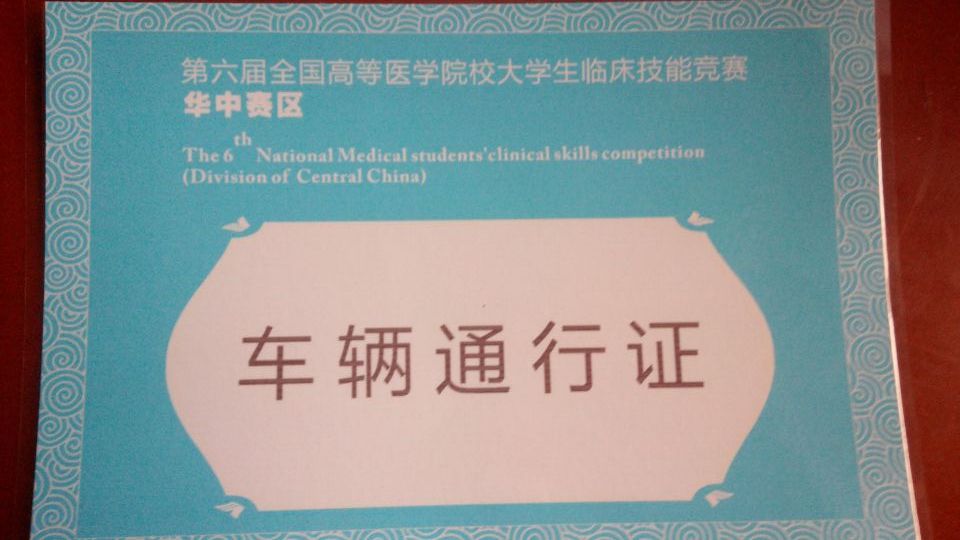 第六届全国高等医学院校大学生临床技能竞赛
华中赛区
The 6th National Medical students'clinical skills competition
(Division of Central China)
车辆通行证